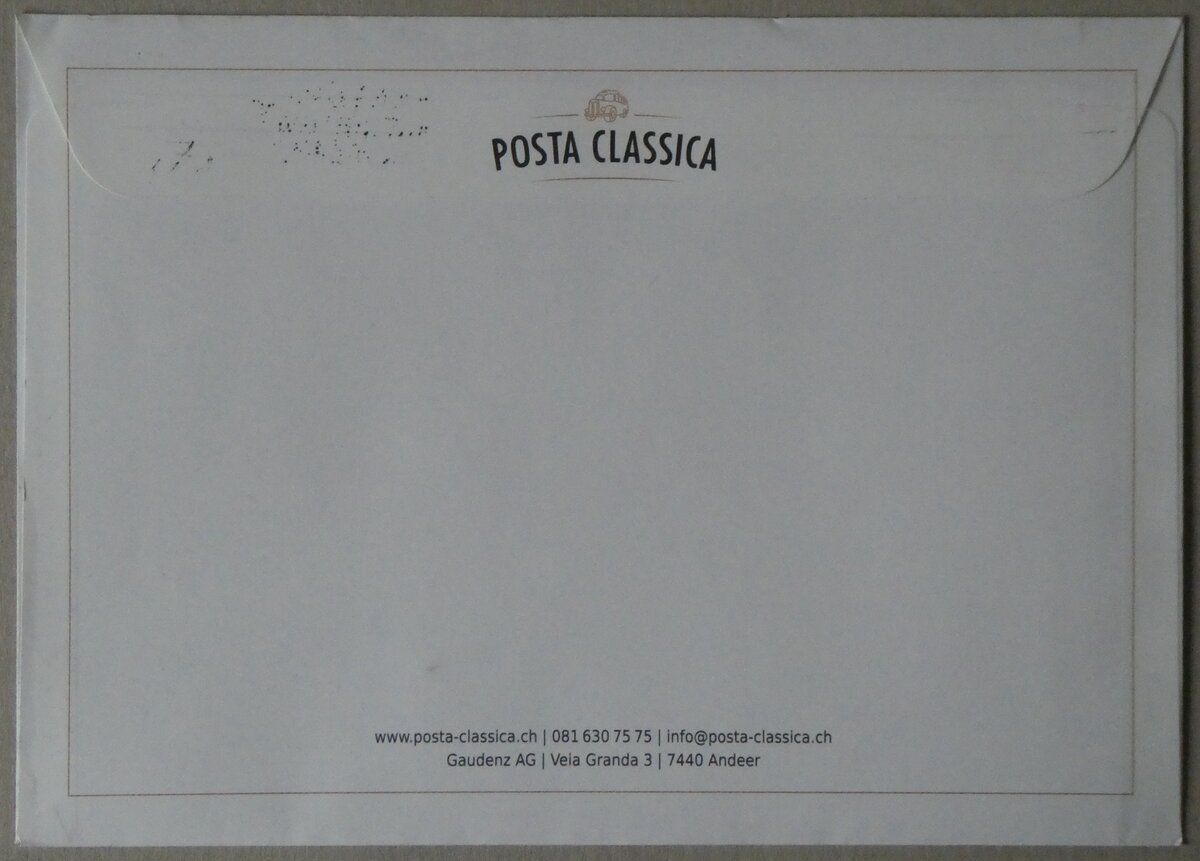 POSTA CLASSICA
www.posta-classica.ch | 081 630 75 75 | info@posta-classica.ch
Gaudenz AG | Veia Granda 3 | 7440 Andeer